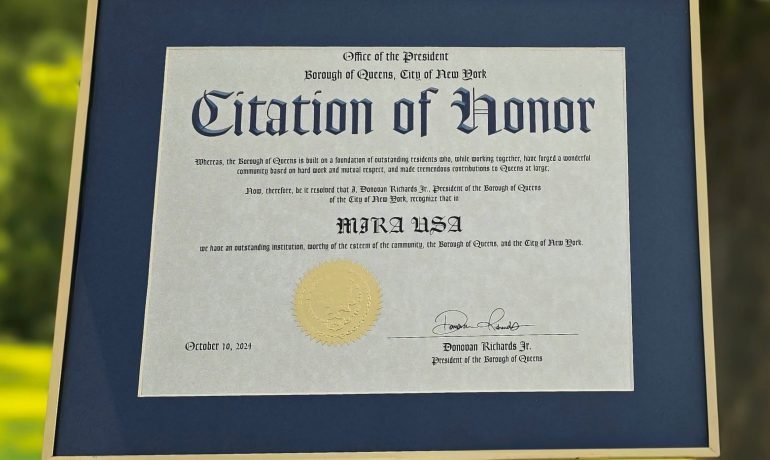 Office of the President
Borough of Queens, City of New York
Citation of Honor
Whereas, the Borough of Queens is built on a foundation of outstanding residents who, while working together, have forged a wonderful
community based on hard work and mutual respect, and made tremendous contributions to Queens at large;
Now, therefore, be it resolved that I, Donovan Richards Jr., President of the Borough of Queens
of the City of New York, recognize that in
MIRA USA
we have an outstanding institution, worthy of the esteem of the community, the Borough of Queens, and the City of New York.
October 10, 2024
Donovan Richards Jr.
President of the Borough of Queens